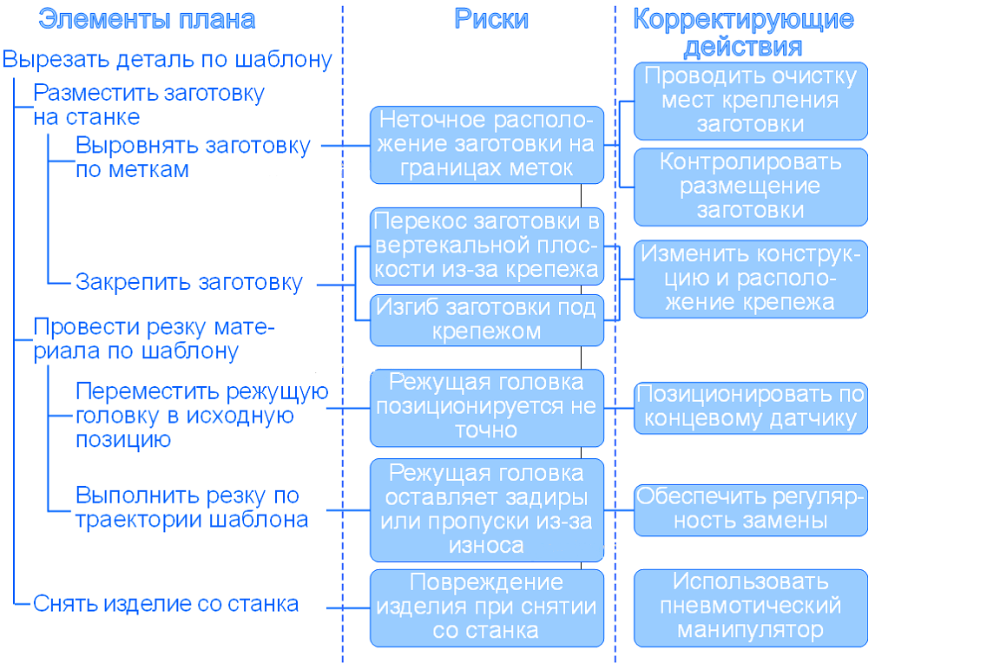 Элементы плана
Риски
Корректирующие
действия
Вырезать деталь по шаблону
Разместить заготовку
на станке
Выровнять заготовку
по меткам
Неточное располо-
жение заготовки на
границах меток
Проводить очистку
мест крепления
заготовки
Контролировать
размещение
заготовки
Закрепить заготовку
Перекос заготовки в
вертекальной плос-
кости из-за крепежа
Изгиб заготовки под
крепежом
Изменить конструк-
цию и располо-
жение крепежа
Провести резку мате-
риала по шаблону
Переместить режущую
головку в исходную
позицию
Режущая головка
позиционируется не
точно
Позиционировать по
концевому датчику
Выполнить резку по
траектории шаблона
Режущая головка
оставляет задиры
или пропуски из-за
износа
Обеспечить регуляр-
ность замены
Снять изделие со станка
Повреждение
изделия при снятии
со станка
Использовать
пневмотический
манипулятор